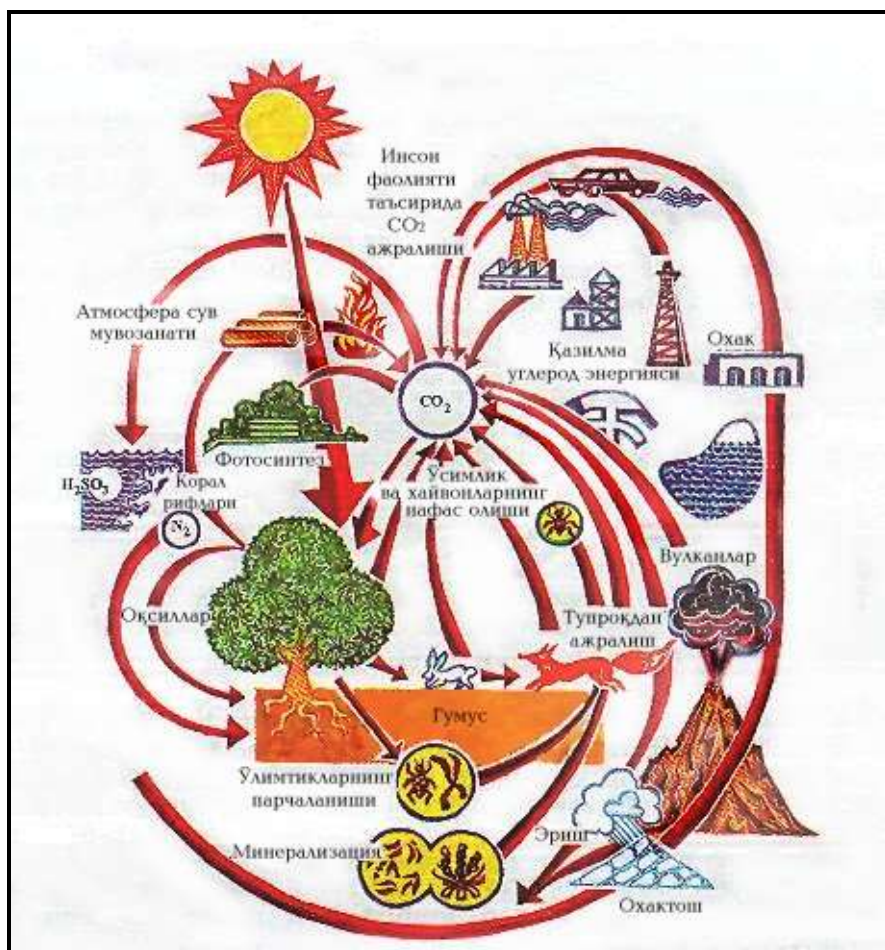 Инсон
фаолияти
таъсирида
CO2
ажралиши
Атмосфера сув
мувозанати
Қазилма
углерод энергияси
Охак
CO2
Фотосинтез
H2SO3
Корал
рифлари
N2
Ўсимлик
ва хайвонларнинг
нафас олиши
Вулканлар
Оқсиллар
Тупроқдан
ажралиш
Гумус
Ўлимтикларнинг
парчаланиши
Минерализация
Эриш
Охактош